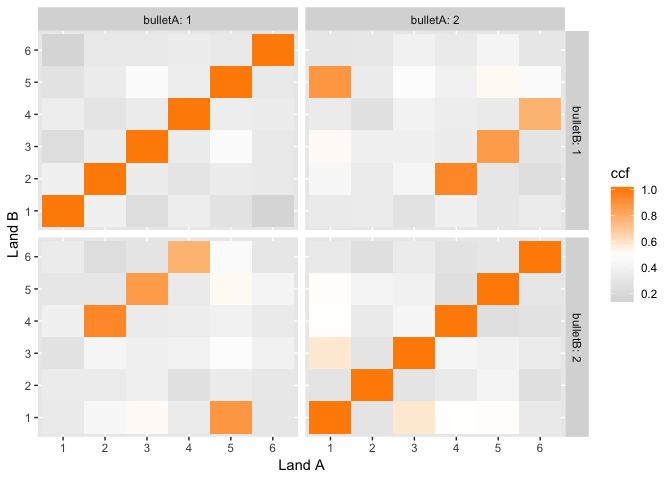 bulletA: 1
bulletA: 2
6
5
4
3
2
1
bulletB: 1
Land B
6
5
4
3
2
1
bulletB: 2
1 2 3 4 5 6
1 2 3 4 5 6
Land A
ccf
1.0
0.8
0.6
0.4
0.2